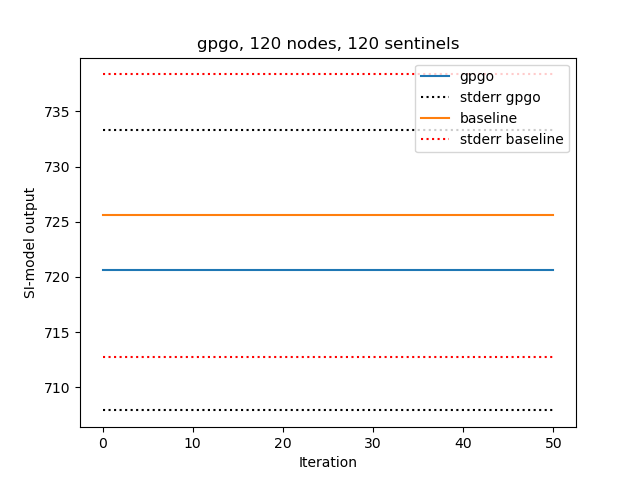 gpgo, 120 nodes, 120 sentinels
gpgo
stderr gpgo
baseline
stderr baseline
SI-model output
735
730
725
720
715
710
0 10 20 30 40 50
Iteration